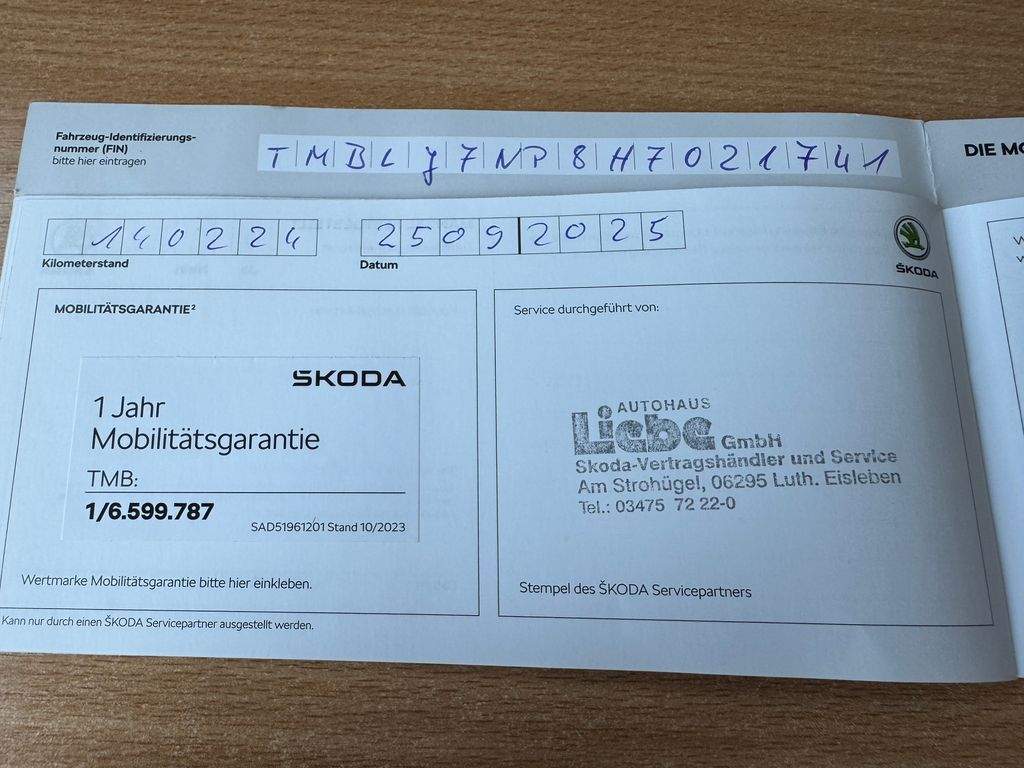 Fahrzeug-Identifizierungs-
nummer (FIN)
bitte hier eintragen
TMBLJ7NP8H7021741
DIE MO
140224
Kilometerstand
25092025
Datum
ŠKODA
MOBILITÄTSGARANTIE²
ŠKODA
1 Jahr
Mobilitätsgarantie
TMB:
1/6.599.787
SAD51961201 Stand 10/2023
Wertmarke Mobilitätsgarantie bitte hier einkleben.
Service durchgeführt von:
AUTOHAUS
Liebe GmbH
Skoda-Vertragshändler und Service
Am Strohügel, 06295 Luth. Eisleben
Tel.: 03475 72 22-0
Stempel des ŠKODA Servicepartners
Kann nur durch einen ŠKODA Servicepartner ausgestellt werden.